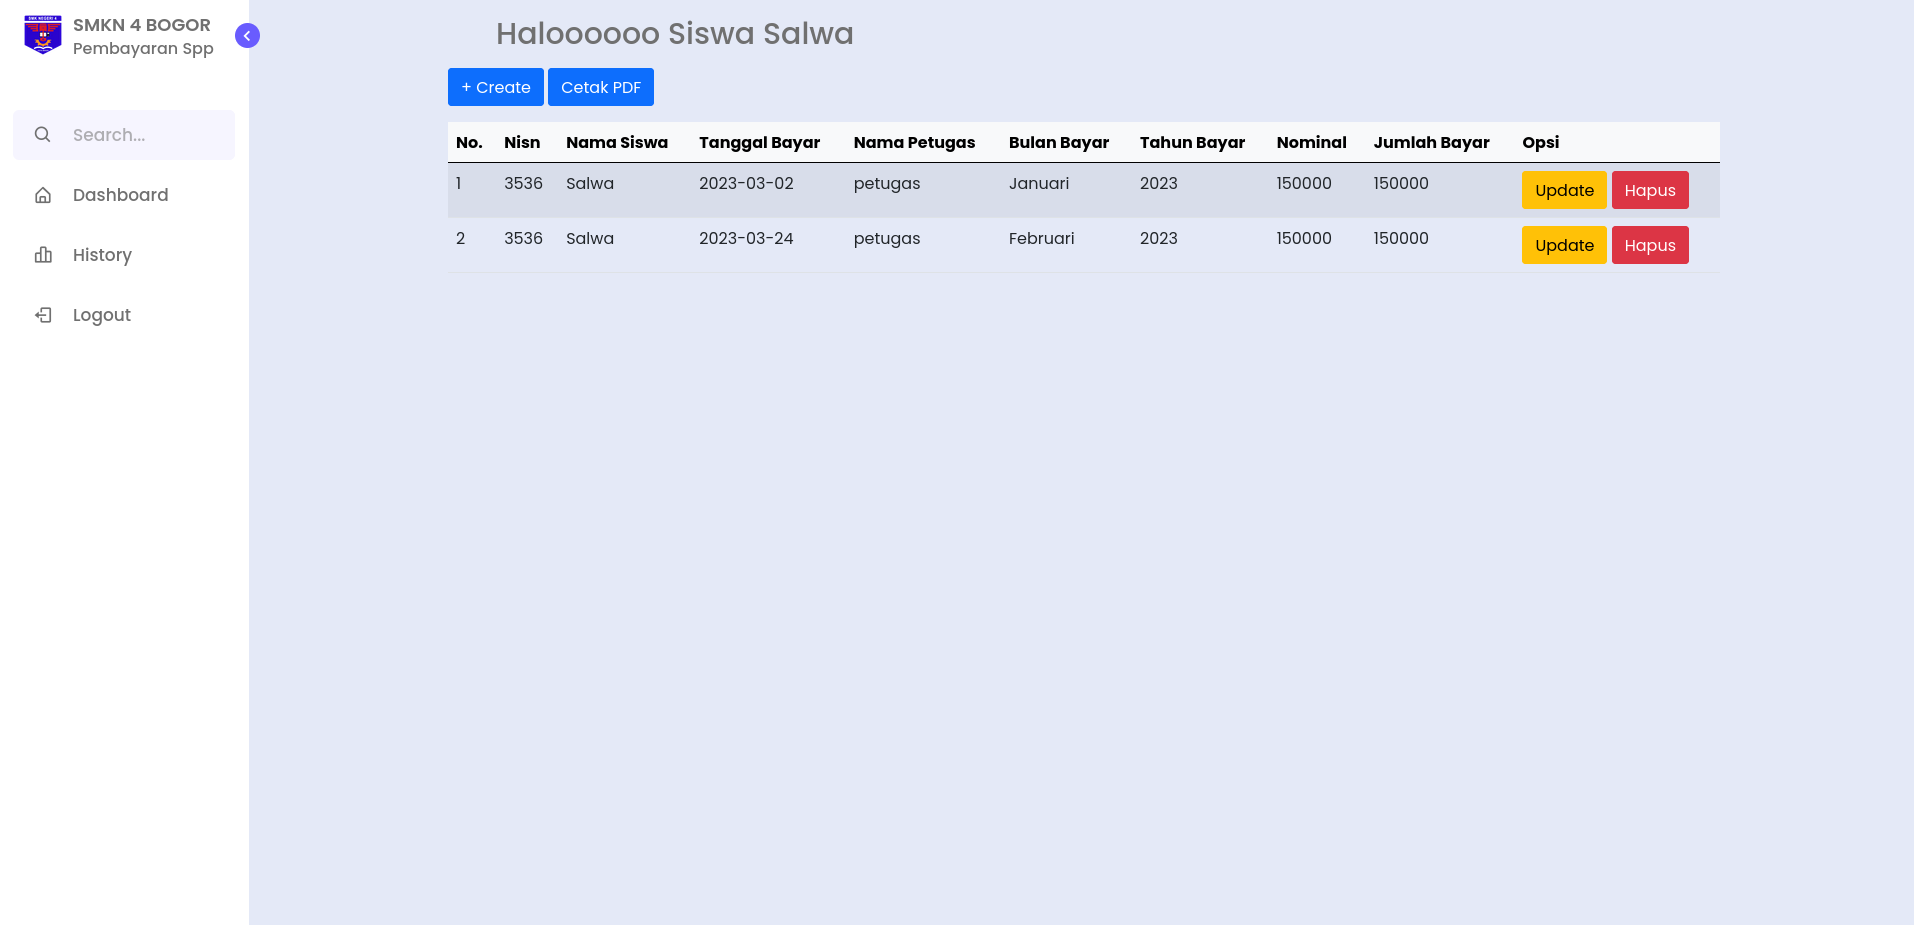 SMK NEGERI 4
SMKN 4 BOGOR
Pembayaran Spp
Search...
Dashboard
History
Logout
Haloooooo Siswa Salwa
+ Create Cetak PDF
No. Nisn Nama Siswa Tanggal Bayar Nama Petugas Bulan Bayar Tahun Bayar Nominal Jumlah Bayar Opsi
1 3536 Salwa 2023-03-02 petugas Januari 2023 150000 150000 Update Hapus
2 3536 Salwa 2023-03-24 petugas Februari 2023 150000 150000 Update Hapus